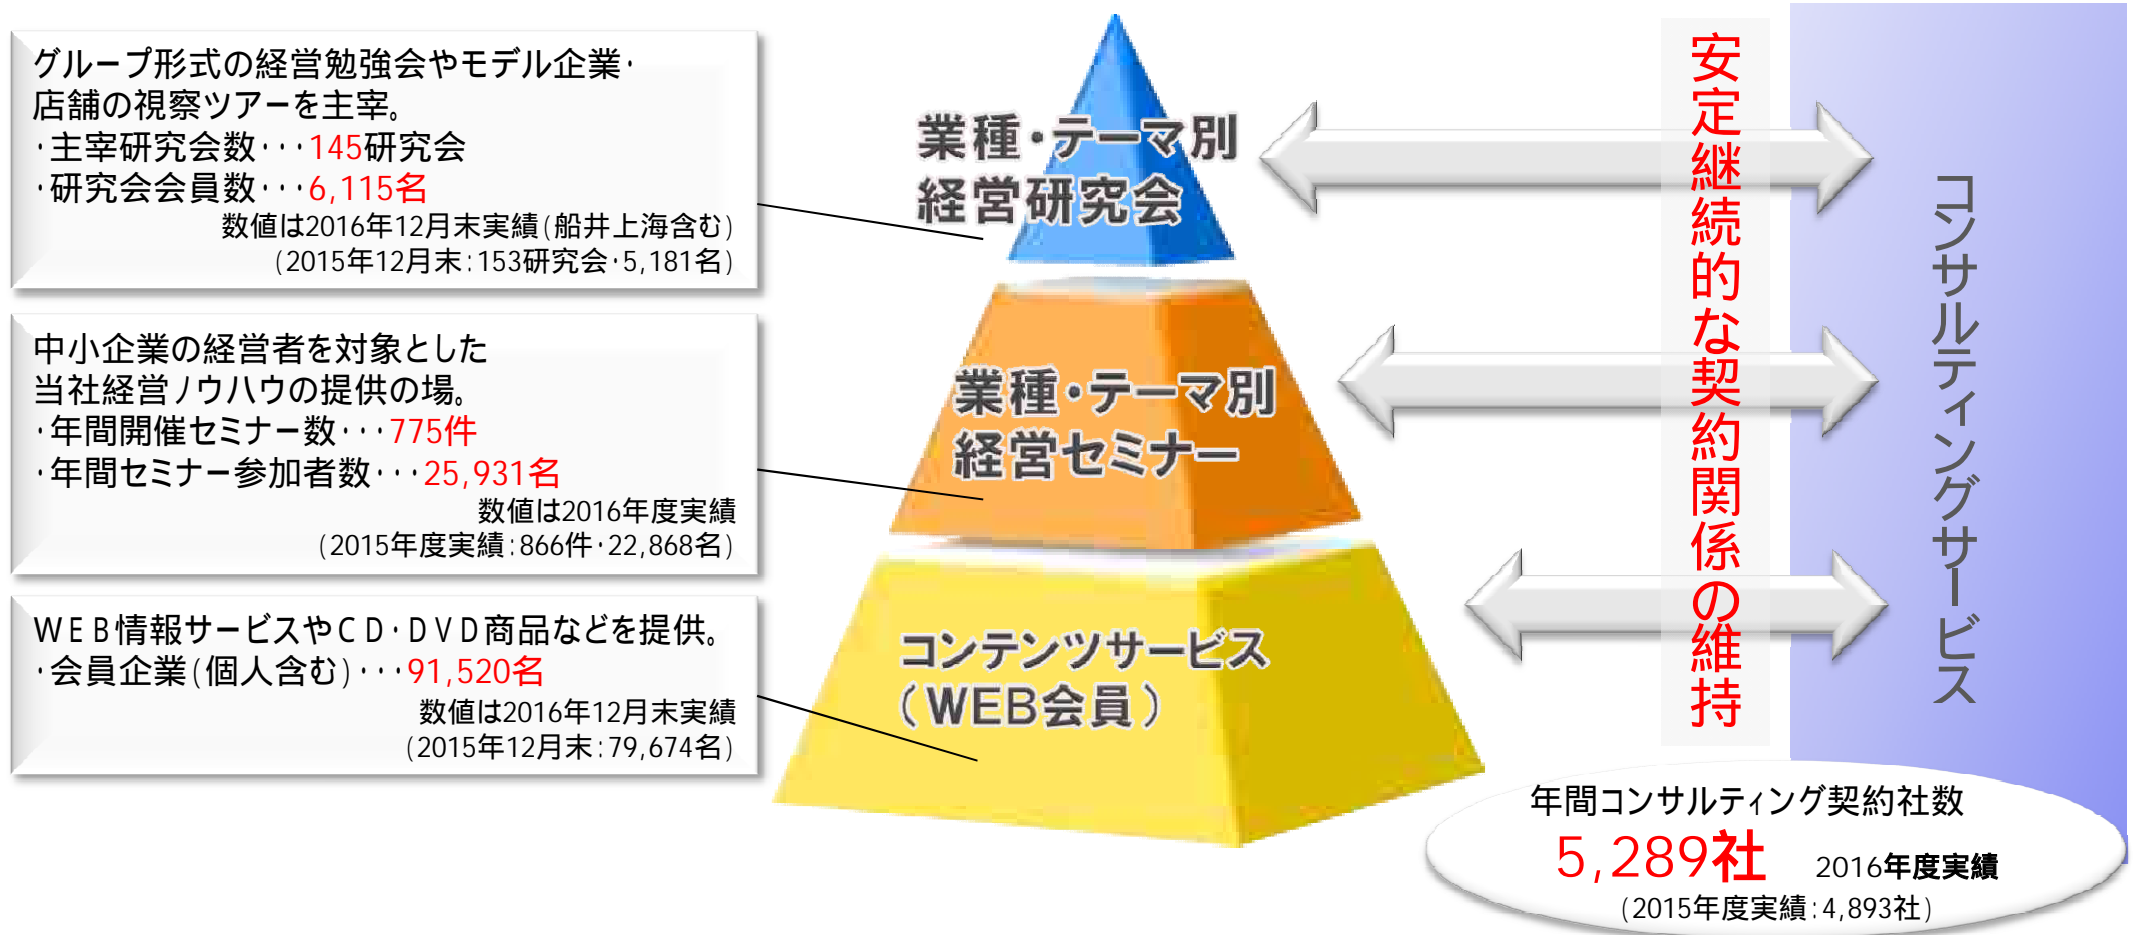 グループ形式の経営勉強会やモデル企業・
店舗の視察ツアーを主宰。
・主宰研究会数・・・145研究会
・研究会会員数・・・6,115名
数値は2016年12月末実績(船井上海含む)
(2015年12月末:153研究会・5,181名)
中小企業の経営者を対象とした
当社経営ノウハウの提供の場。
・年間開催セミナー数・・・775件
・年間セミナー参加者数・・・25,931名
数値は2016年度実績
(2015年度実績:866件・22,868名)
WEB情報サービスやCD・DVD商品などを提供。
・会員企業(個人含む)・・・91,520名
数値は2016年12月末実績
(2015年12月末:79,674名)
業種・テーマ別
経営研究会
業種・テーマ別
経営セミナー
コンテンツサービス
(WEB会員)
安定継続的な契約関係の維持
コンサルティングサービス
年間コンサルティング契約社数
5,289社 2016年度実績
(2015年度実績:4,893社)